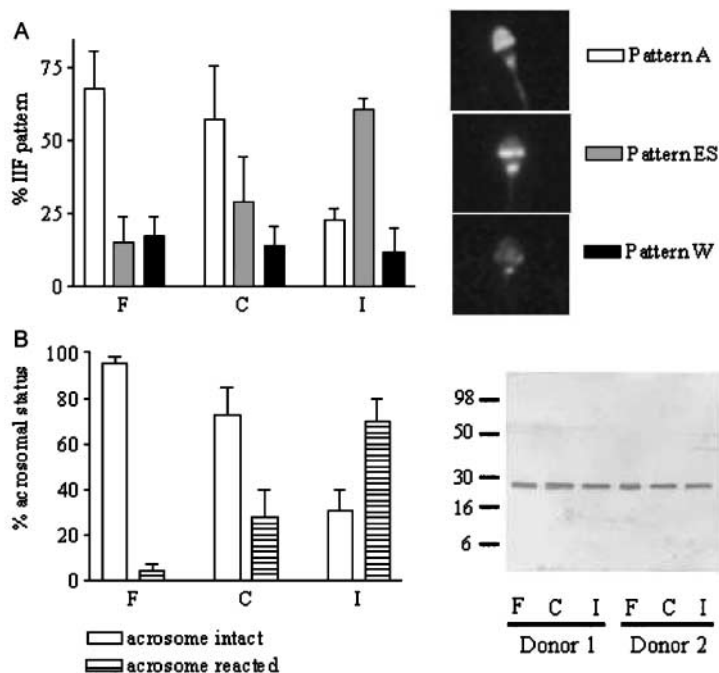 A
% IIF pattern
75
50
25
0
F C I
Pattern A
Pattern ES
Pattern W
B
% acrosomal status
100
80
60
40
20
0
F C I
acrosome intact
acrosome reacted
98
50
30
16
6
F C I F C I
Donor 1 Donor 2